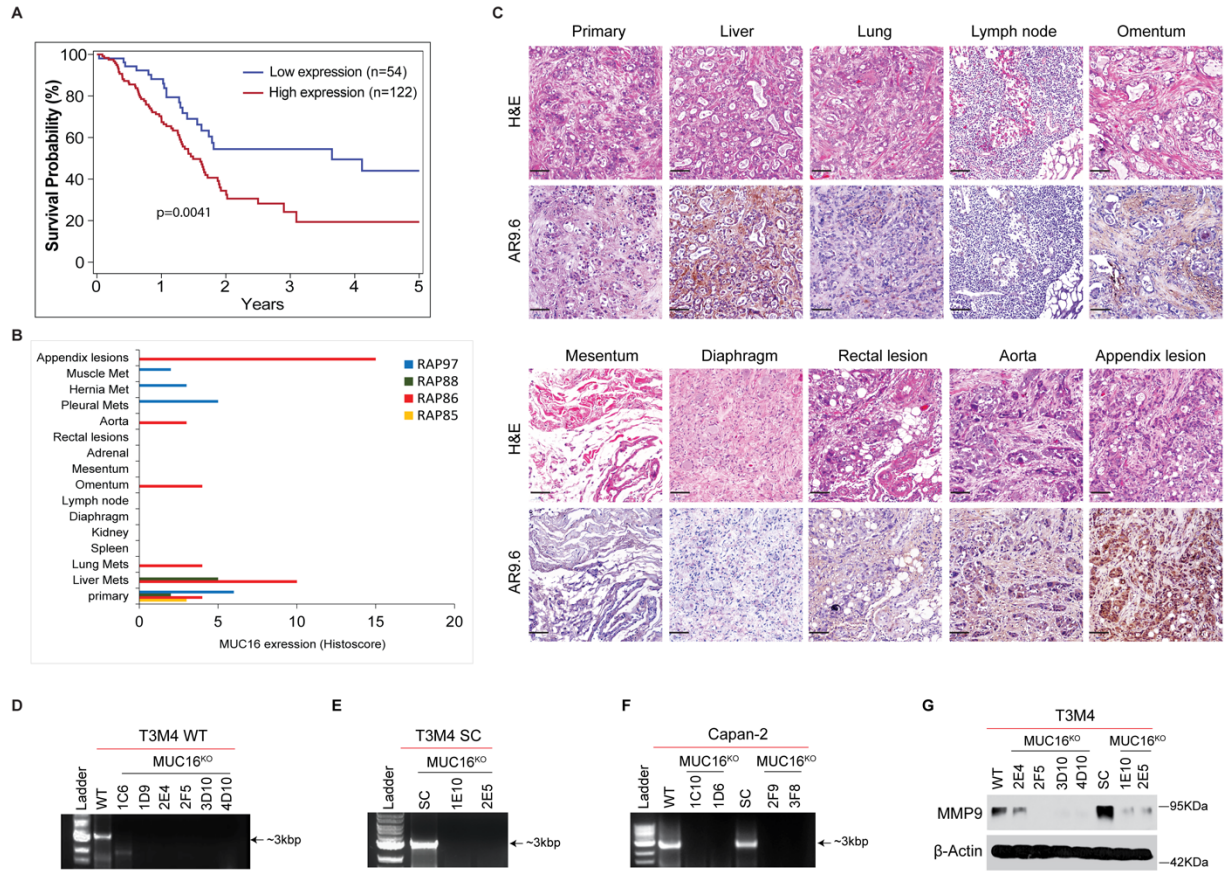 A
100
80
60
40
20
0
Survival Probability (%)
Low expression (n=54)
High expression (n=122)
p=0.0041
0 1 2 3 4 5
Years
B
Appendix lesions
Muscle Met
Hernia Met
Pleural Mets
Aorta
Rectal lesions
Adrenal
Mesentum
Omentum
Lymph node
Diaphragm
Kidney
Spleen
Lung Mets
Liver Mets
primary
RAP97
RAP88
RAP86
RAP85
0 5 10 15 20
MUC16 exression (Histoscore)
C
Primary Liver Lung Lymph node Omentum
H&E
AR9.6
Mesentum Diaphragm Rectal lesion Aorta Appendix lesion
H&E
AR9.6
D
T3M4 WT
MUC16KO
Ladder WT 1C6 1D9 2E4 2F5 3D10 4D10
~3kbp
E
T3M4 SC
MUC16KO
Ladder SC 1E10 2E5
~3kbp
F
Capan-2
MUC16KO MUC16KO
Ladder WT 1C10 1D6 SC 2F9 3F8
~3kbp
G
T3M4
MUC16KO MUC16KO
WT 2E4 2F5 3D10 4D10 SC 1E10 2E5
MMP9
95KDa
β-Actin
42KDa